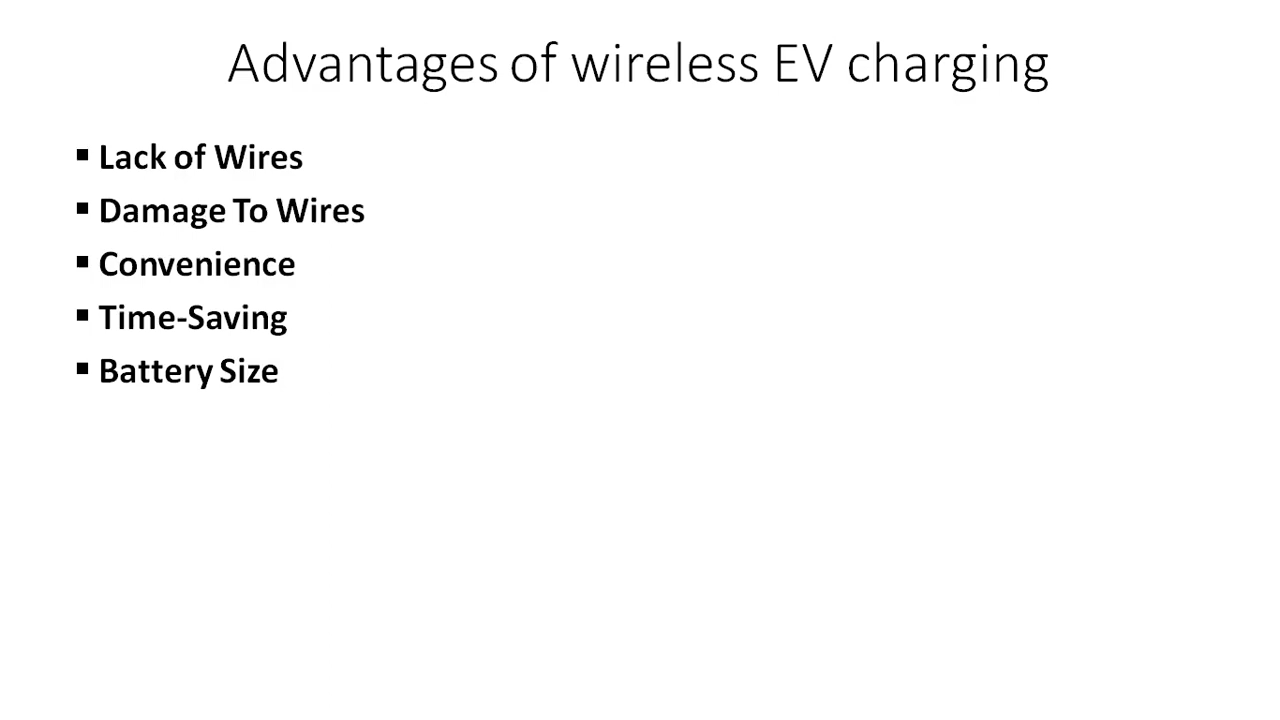 Advantages of wireless EV charging
▪ Lack of Wires
▪ Damage To Wires
▪ Convenience
▪ Time-Saving
▪ Battery Size